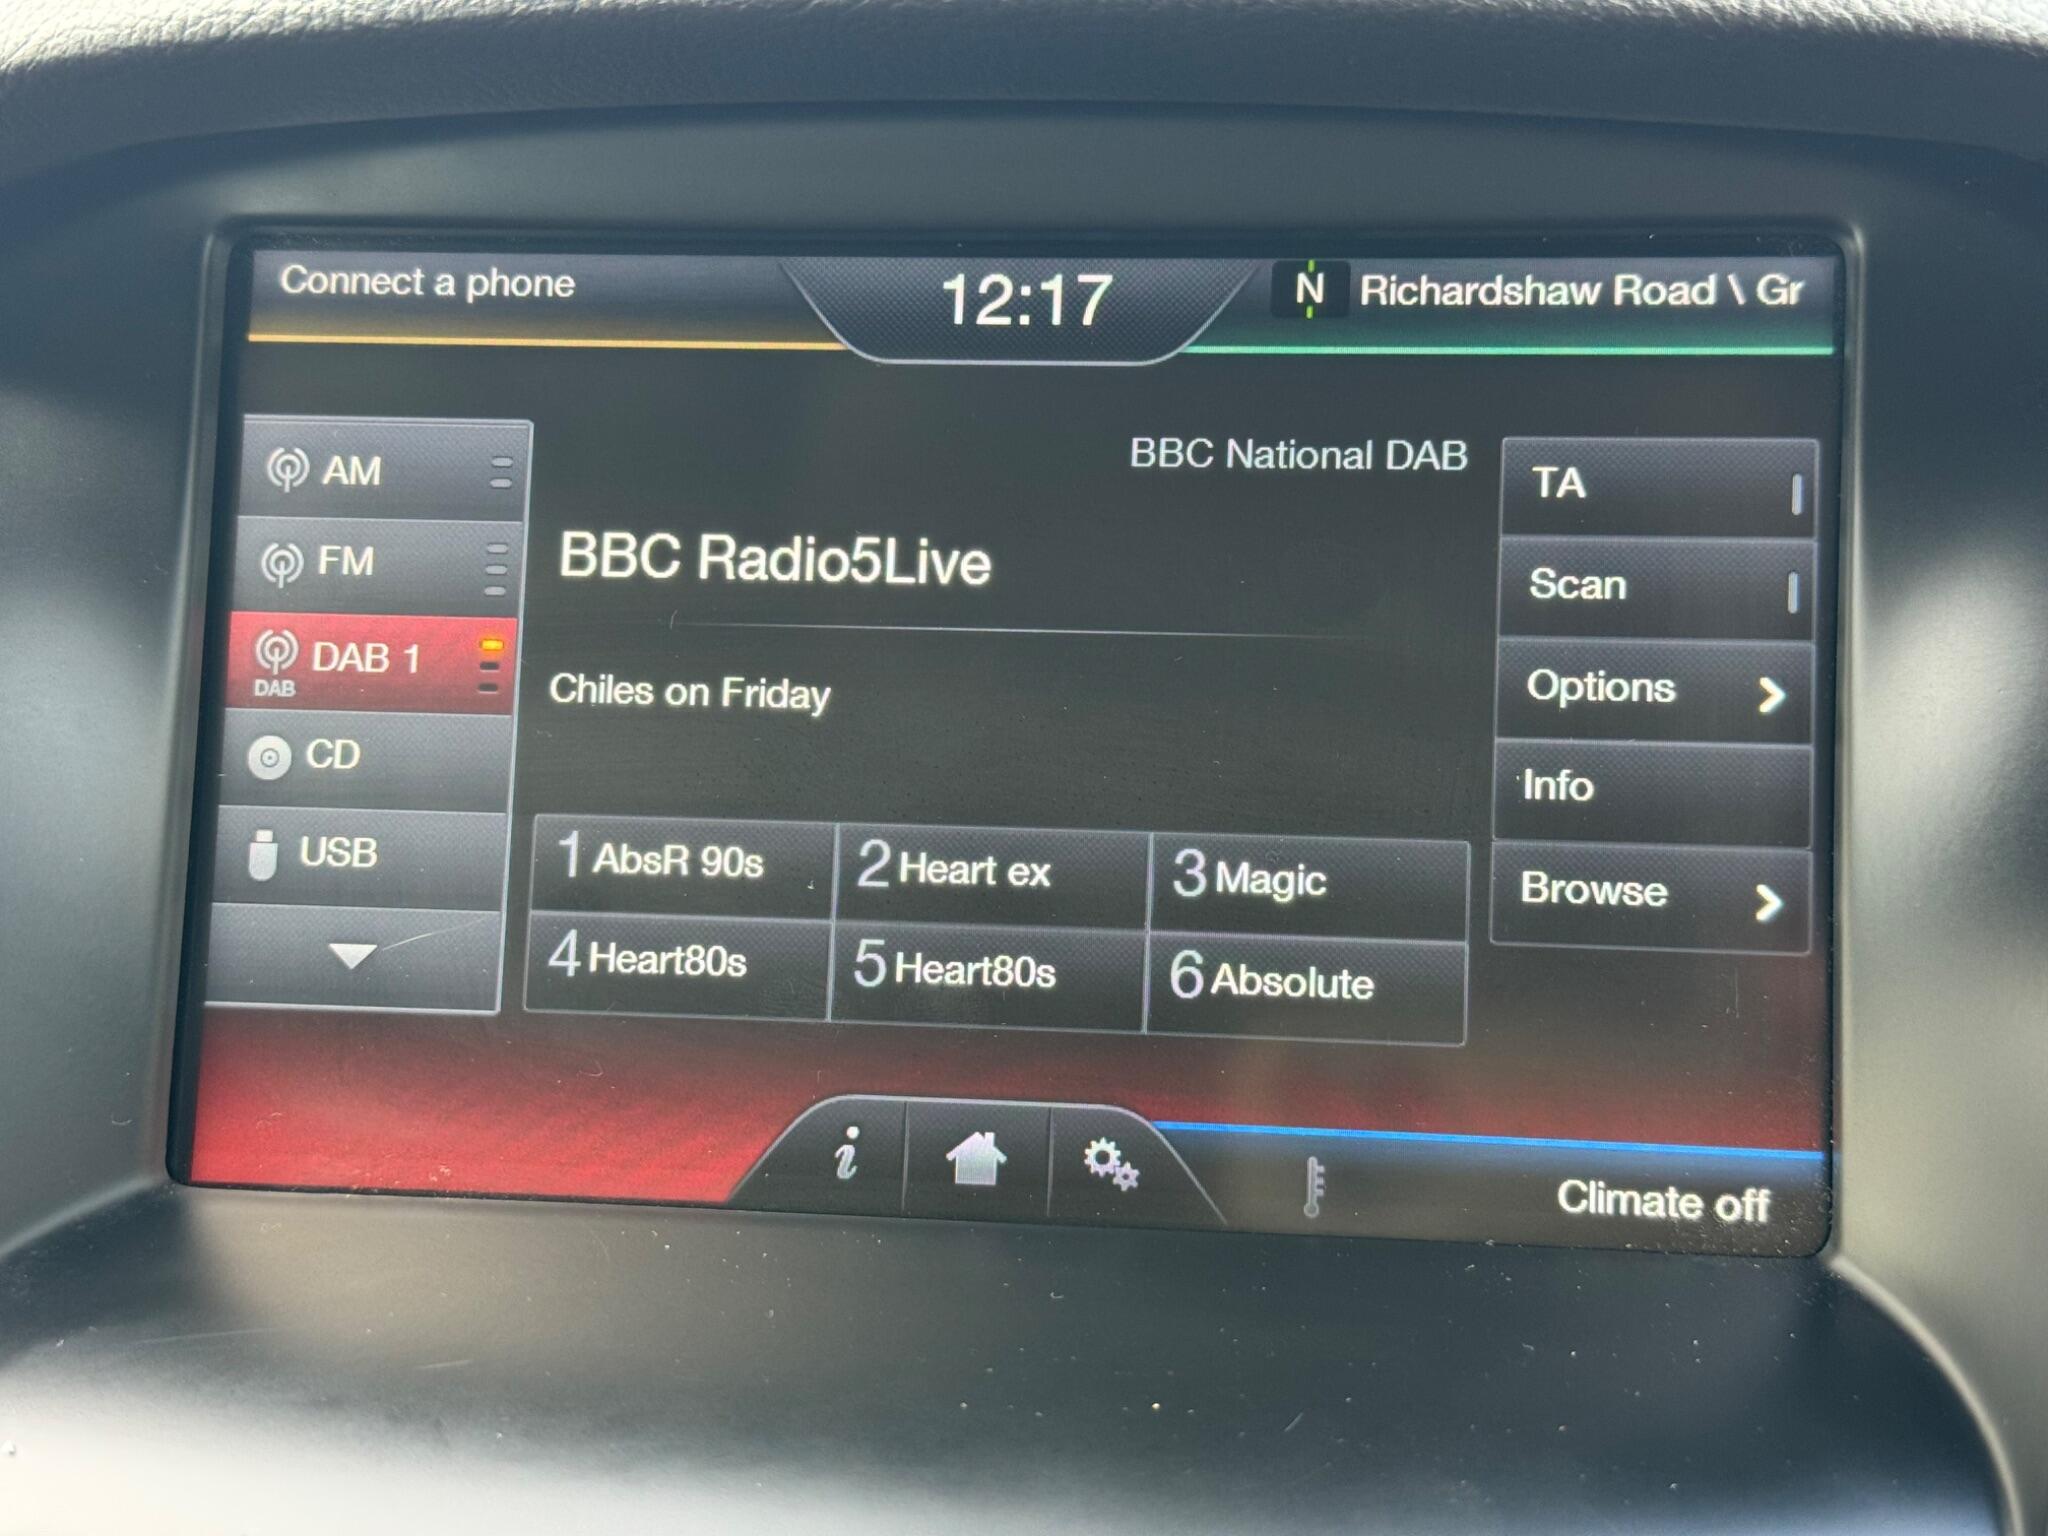 Connect a phone
12:17
N Richardshaw Road \ Gr
AM
FM
DAB 1
DAB
CD
USB
BBC National DAB
BBC Radio5Live
Chiles on Friday
1 AbsR 90s
2 Heart ex
3 Magic
4 Heart80s
5 Heart80s
6 Absolute
TA
Scan
Options
Info
Browse
i
Climate off